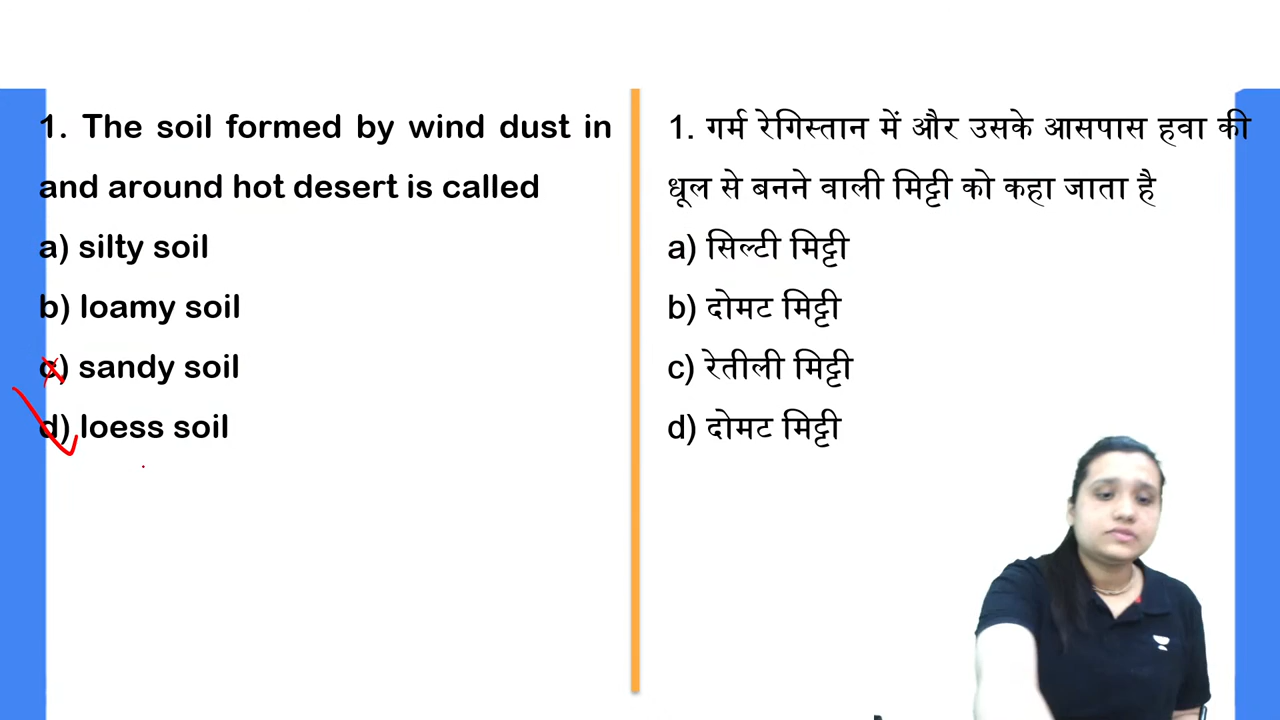 1. The soil formed by wind dust in
and around hot desert is called
a) silty soil
b) loamy soil
c) sandy soil
d) loess soil
1. गर्म रेगिस्तान में और उसके आसपास हवा की
धूल से बनने वाली मिट्टी को कहा जाता है
a) सिल्टी मिट्टी
b) दोमट मिट्टी
c) रेतीली मिट्टी
d) दोमट मिट्टी